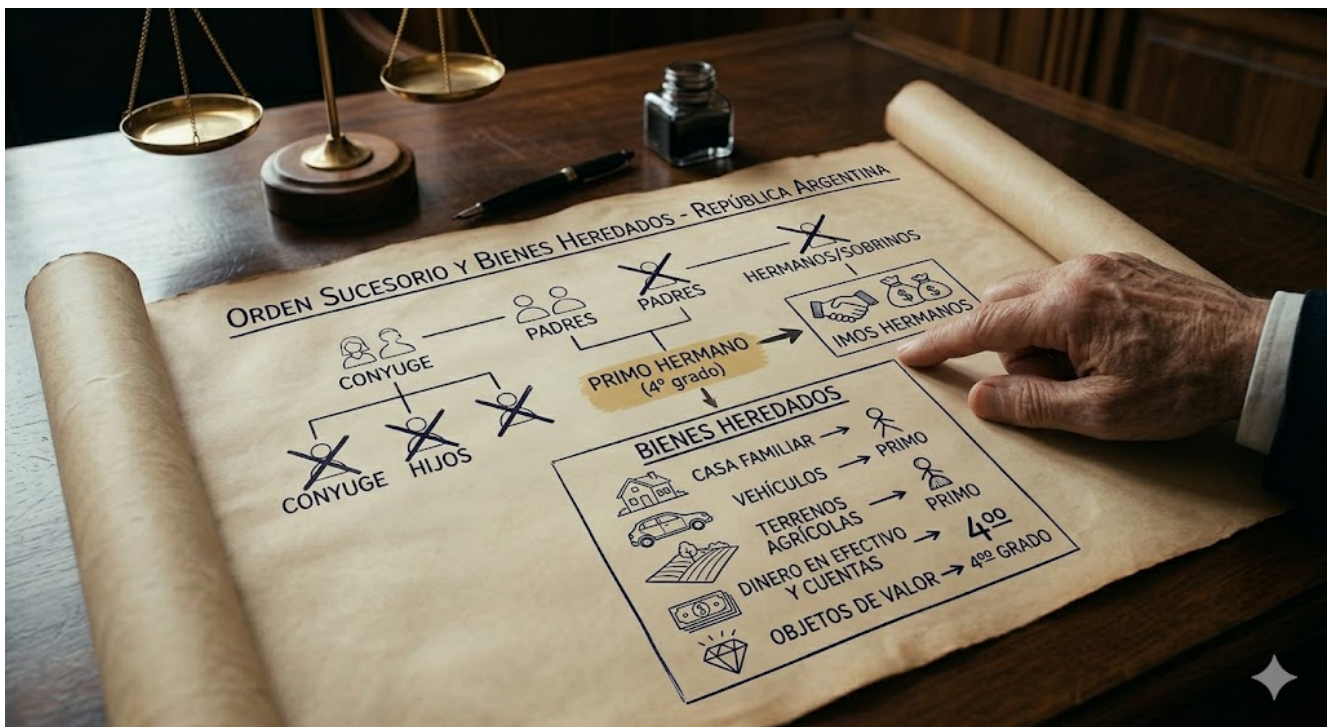 ORDEN SUCESORIO Y BIENES HEREDADOS - REPÚBLICA ARGENTINA
HERMANOS/SOBRINOS
PADRES
PADRES
CONYUGE
IMOS HERMANOS
PRIMO HERMANO
(4º grado)
CÓNYUGE
HIJOS
BIENES HEREDADOS
CASA FAMILIAR
PRIMO
VEHÍCULOS
TERRENOS
AGRÍCOLAS
PRIMO
DINERO EN EFECTIVO
Y CUENTAS
4ºº
OBJETOS DE VALOR
4ºº GRADO